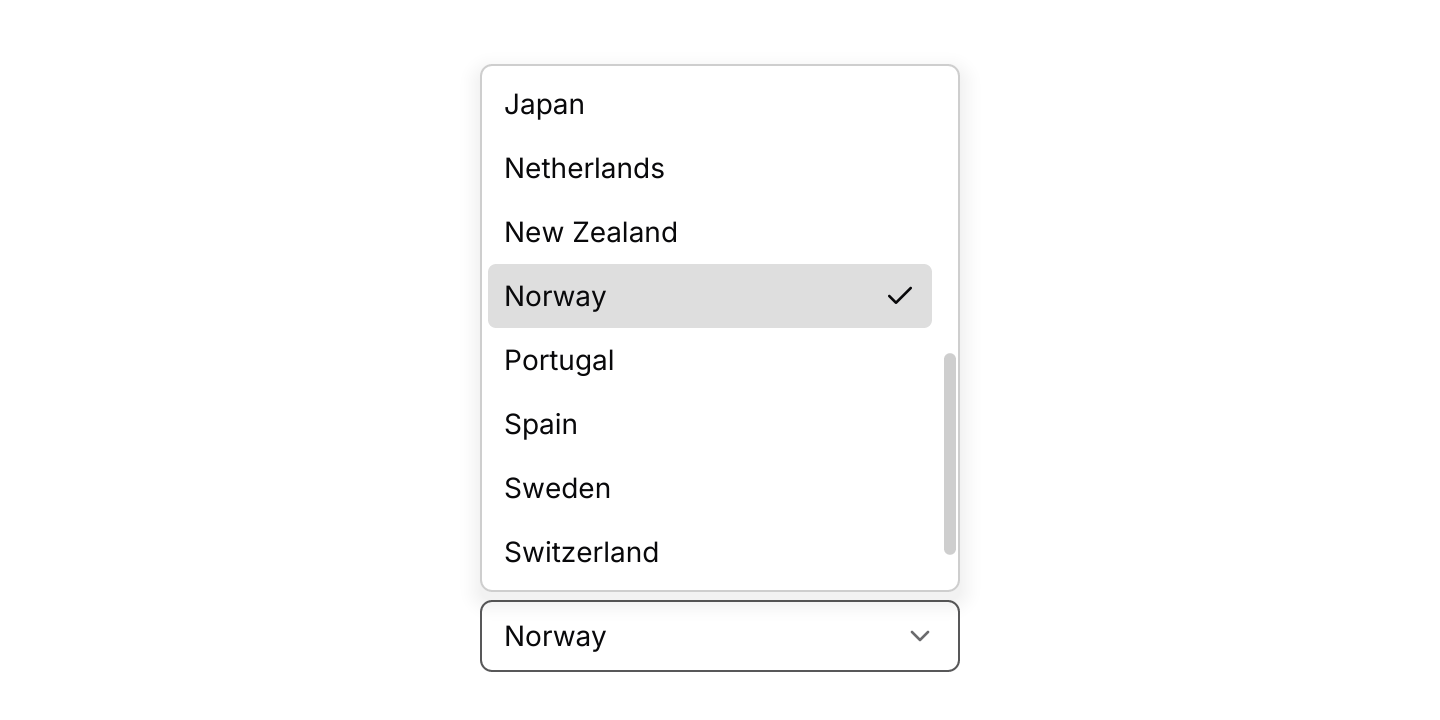 Japan
Netherlands
New Zealand
Norway
Portugal
Spain
Sweden
Switzerland
Norway